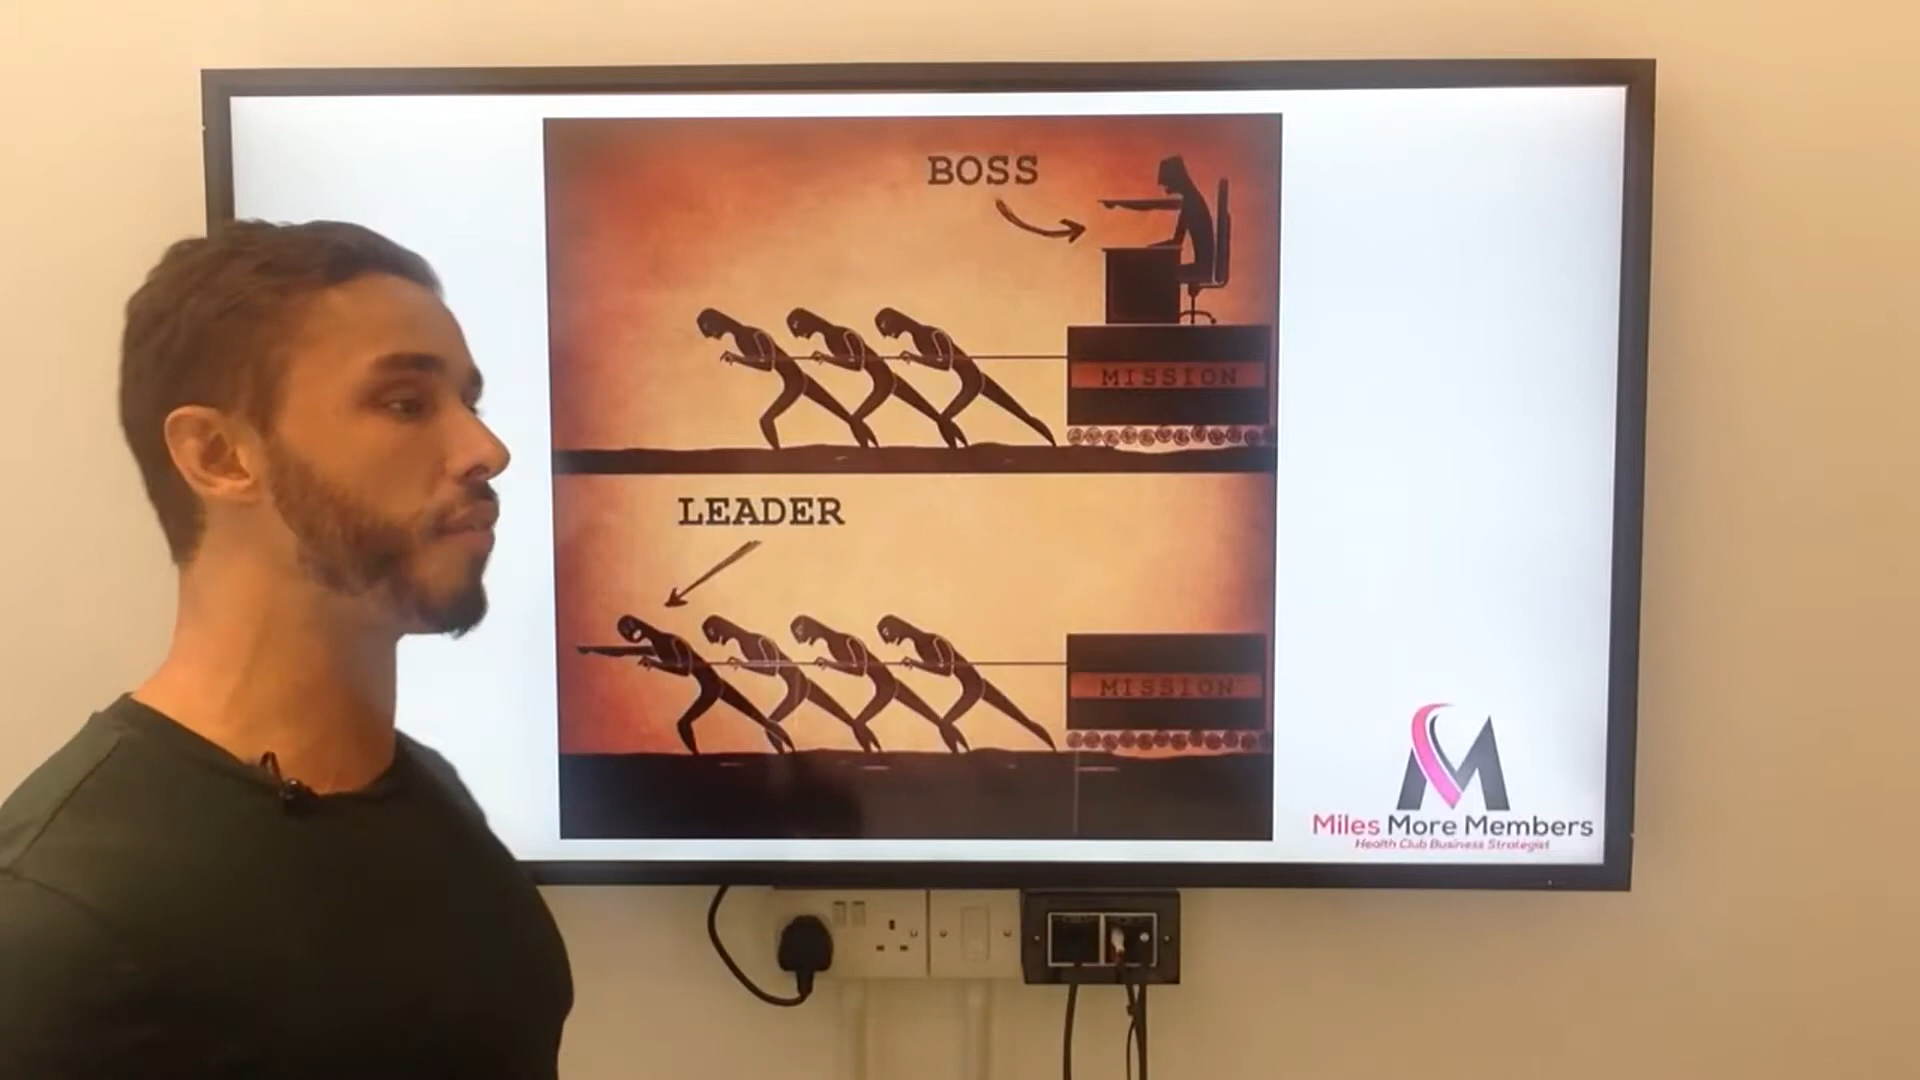 BOSS
MISSION
LEADER
MISSION
Miles More Members
Health Club Business Strategist